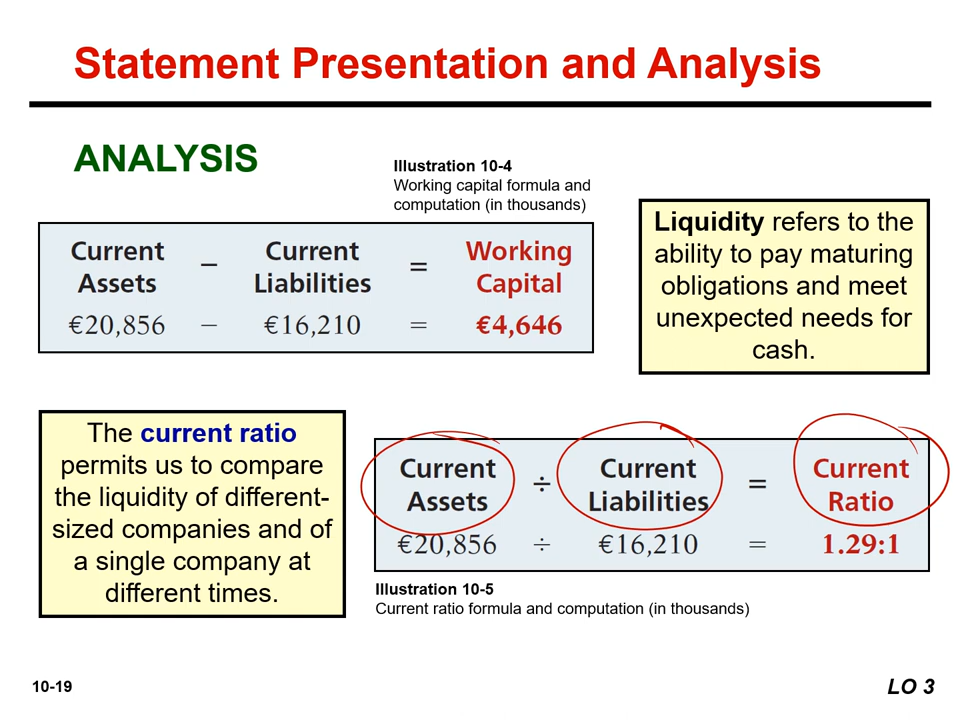 Statement Presentation and Analysis
ANALYSIS
Illustration 10-4
Working capital formula and
computation (in thousands)
Current Assets − Current Liabilities = Working Capital
€20,856 − €16,210 = €4,646
Liquidity refers to the
ability to pay maturing
obligations and meet
unexpected needs for
cash.
The current ratio
permits us to compare
the liquidity of different-
sized companies and of
a single company at
different times.
Current Assets ÷ Current Liabilities = Current Ratio
€20,856 ÷ €16,210 = 1.29:1
Illustration 10-5
Current ratio formula and computation (in thousands)
10-19
LO 3